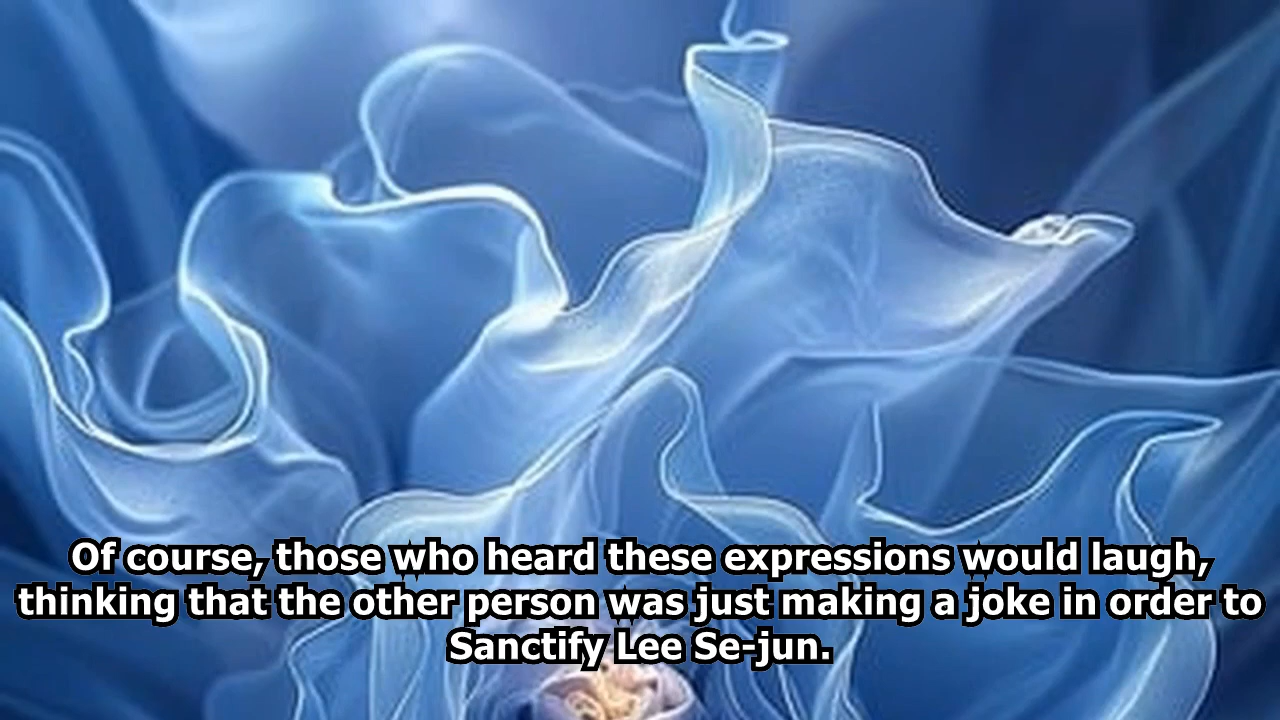 Of course, those who heard these expressions would laugh,
thinking that the other person was just making a joke in order to
Sanctify Lee Se-jun.